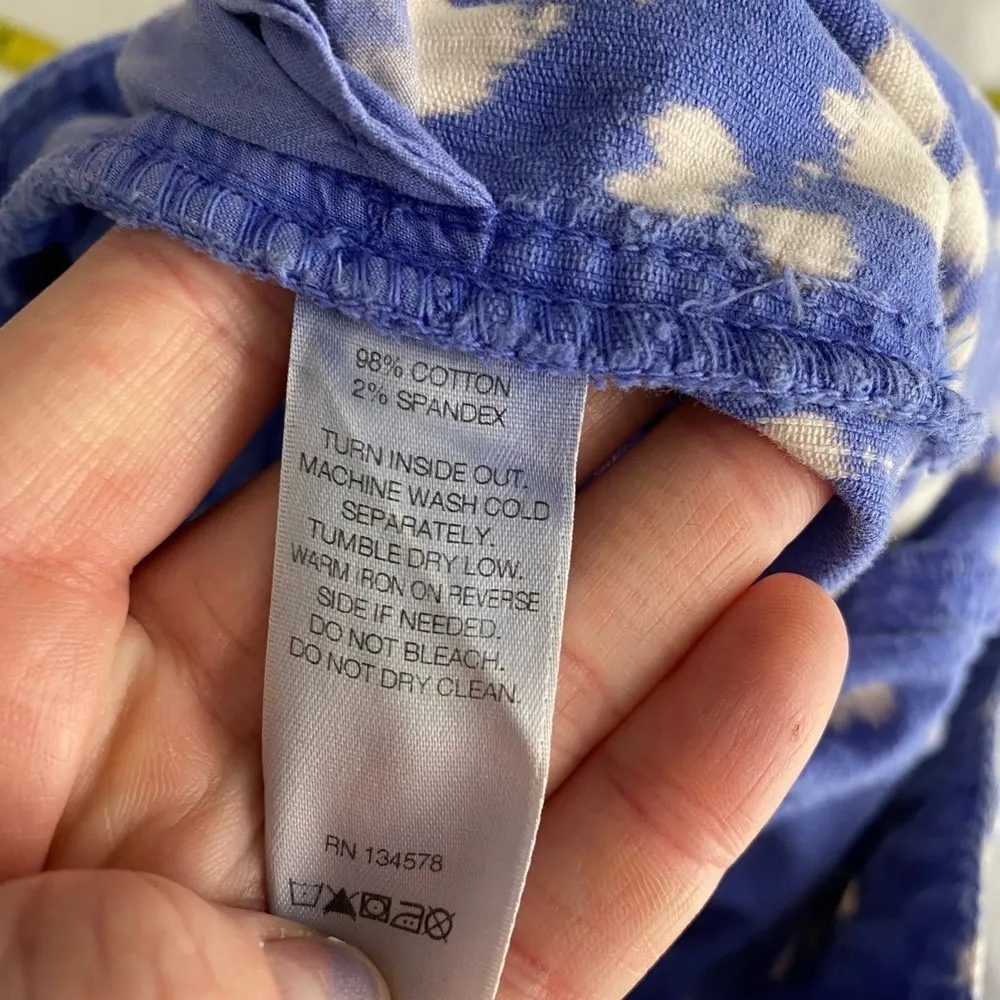 98% COTTON
2% SPANDEX
TURN INSIDE OUT.
MACHINE WASH COLD
SEPARATELY.
TUMBLE DRY LOW.
WARM IRON ON REVERSE
SIDE IF NEEDED.
DO NOT BLEACH.
DO NOT DRY CLEAN.
RN 134578